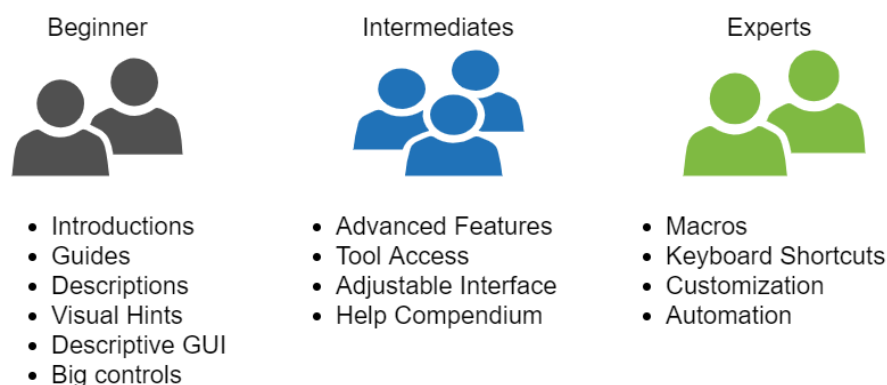 Beginner
Intermediates
Experts
• Introductions
• Guides
• Descriptions
• Visual Hints
• Descriptive GUI
• Big controls
• Advanced Features
• Tool Access
• Adjustable Interface
• Help Compendium
• Macros
• Keyboard Shortcuts
• Customization
• Automation